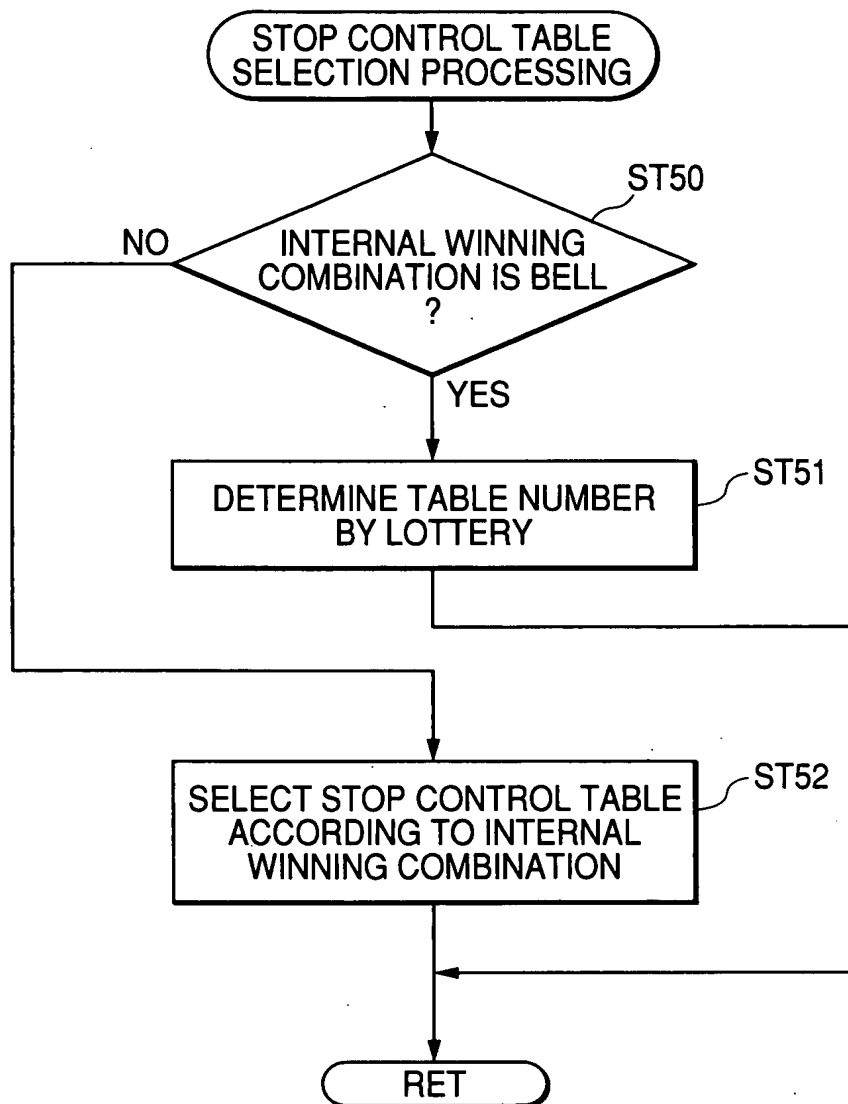 STOP CONTROL TABLE
SELECTION PROCESSING
ST50
NO
INTERNAL WINNING
COMBINATION IS BELL
?
YES
ST51
DETERMINE TABLE NUMBER
BY LOTTERY
ST52
SELECT STOP CONTROL TABLE
ACCORDING TO INTERNAL
WINNING COMBINATION
RET